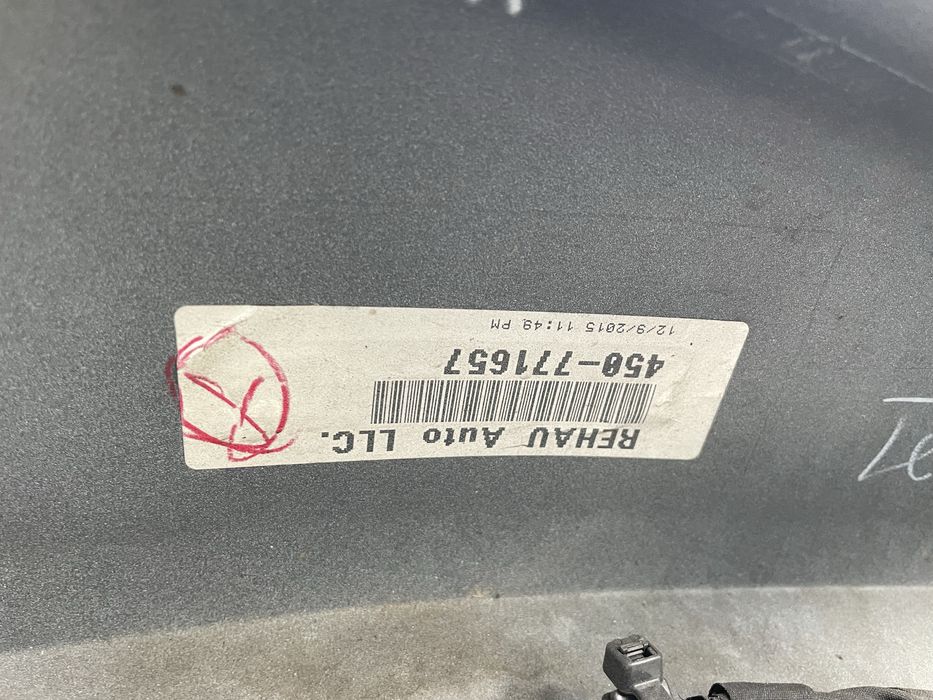 REHAU Auto LLC.
450-771657
12/9/2015 11:49 PM